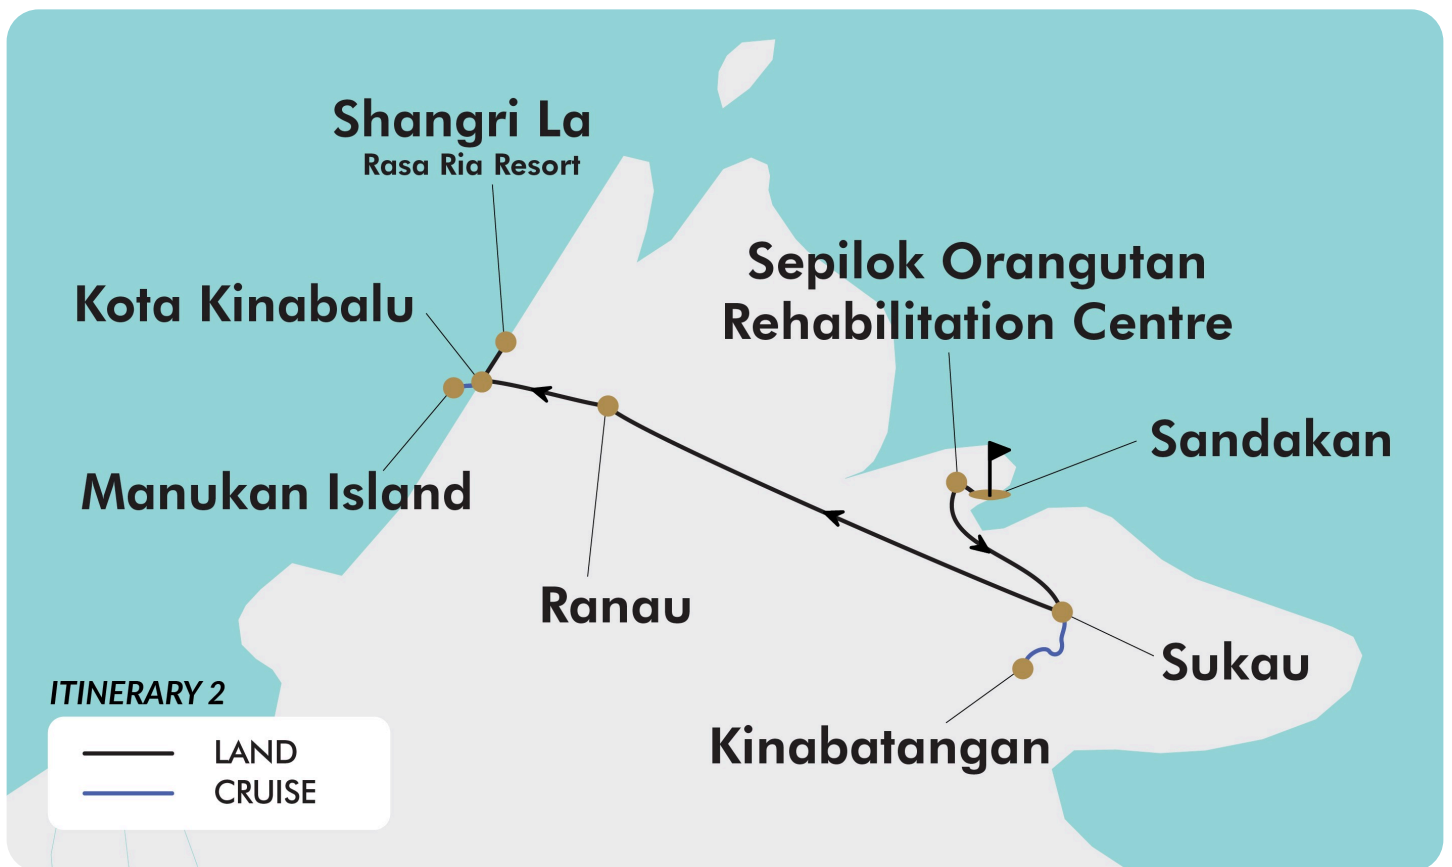 Shangri La
Rasa Ria Resort
Sepilok Orangutan
Rehabilitation Centre
Kota Kinabalu
Sandakan
Manukan Island
Ranau
Sukau
Kinabatangan
ITINERARY 2
LAND
CRUISE